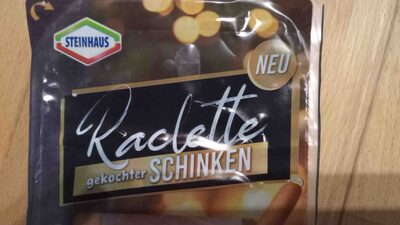 STEINHAUS
NEU
Raclette
gekochter SCHINKEN